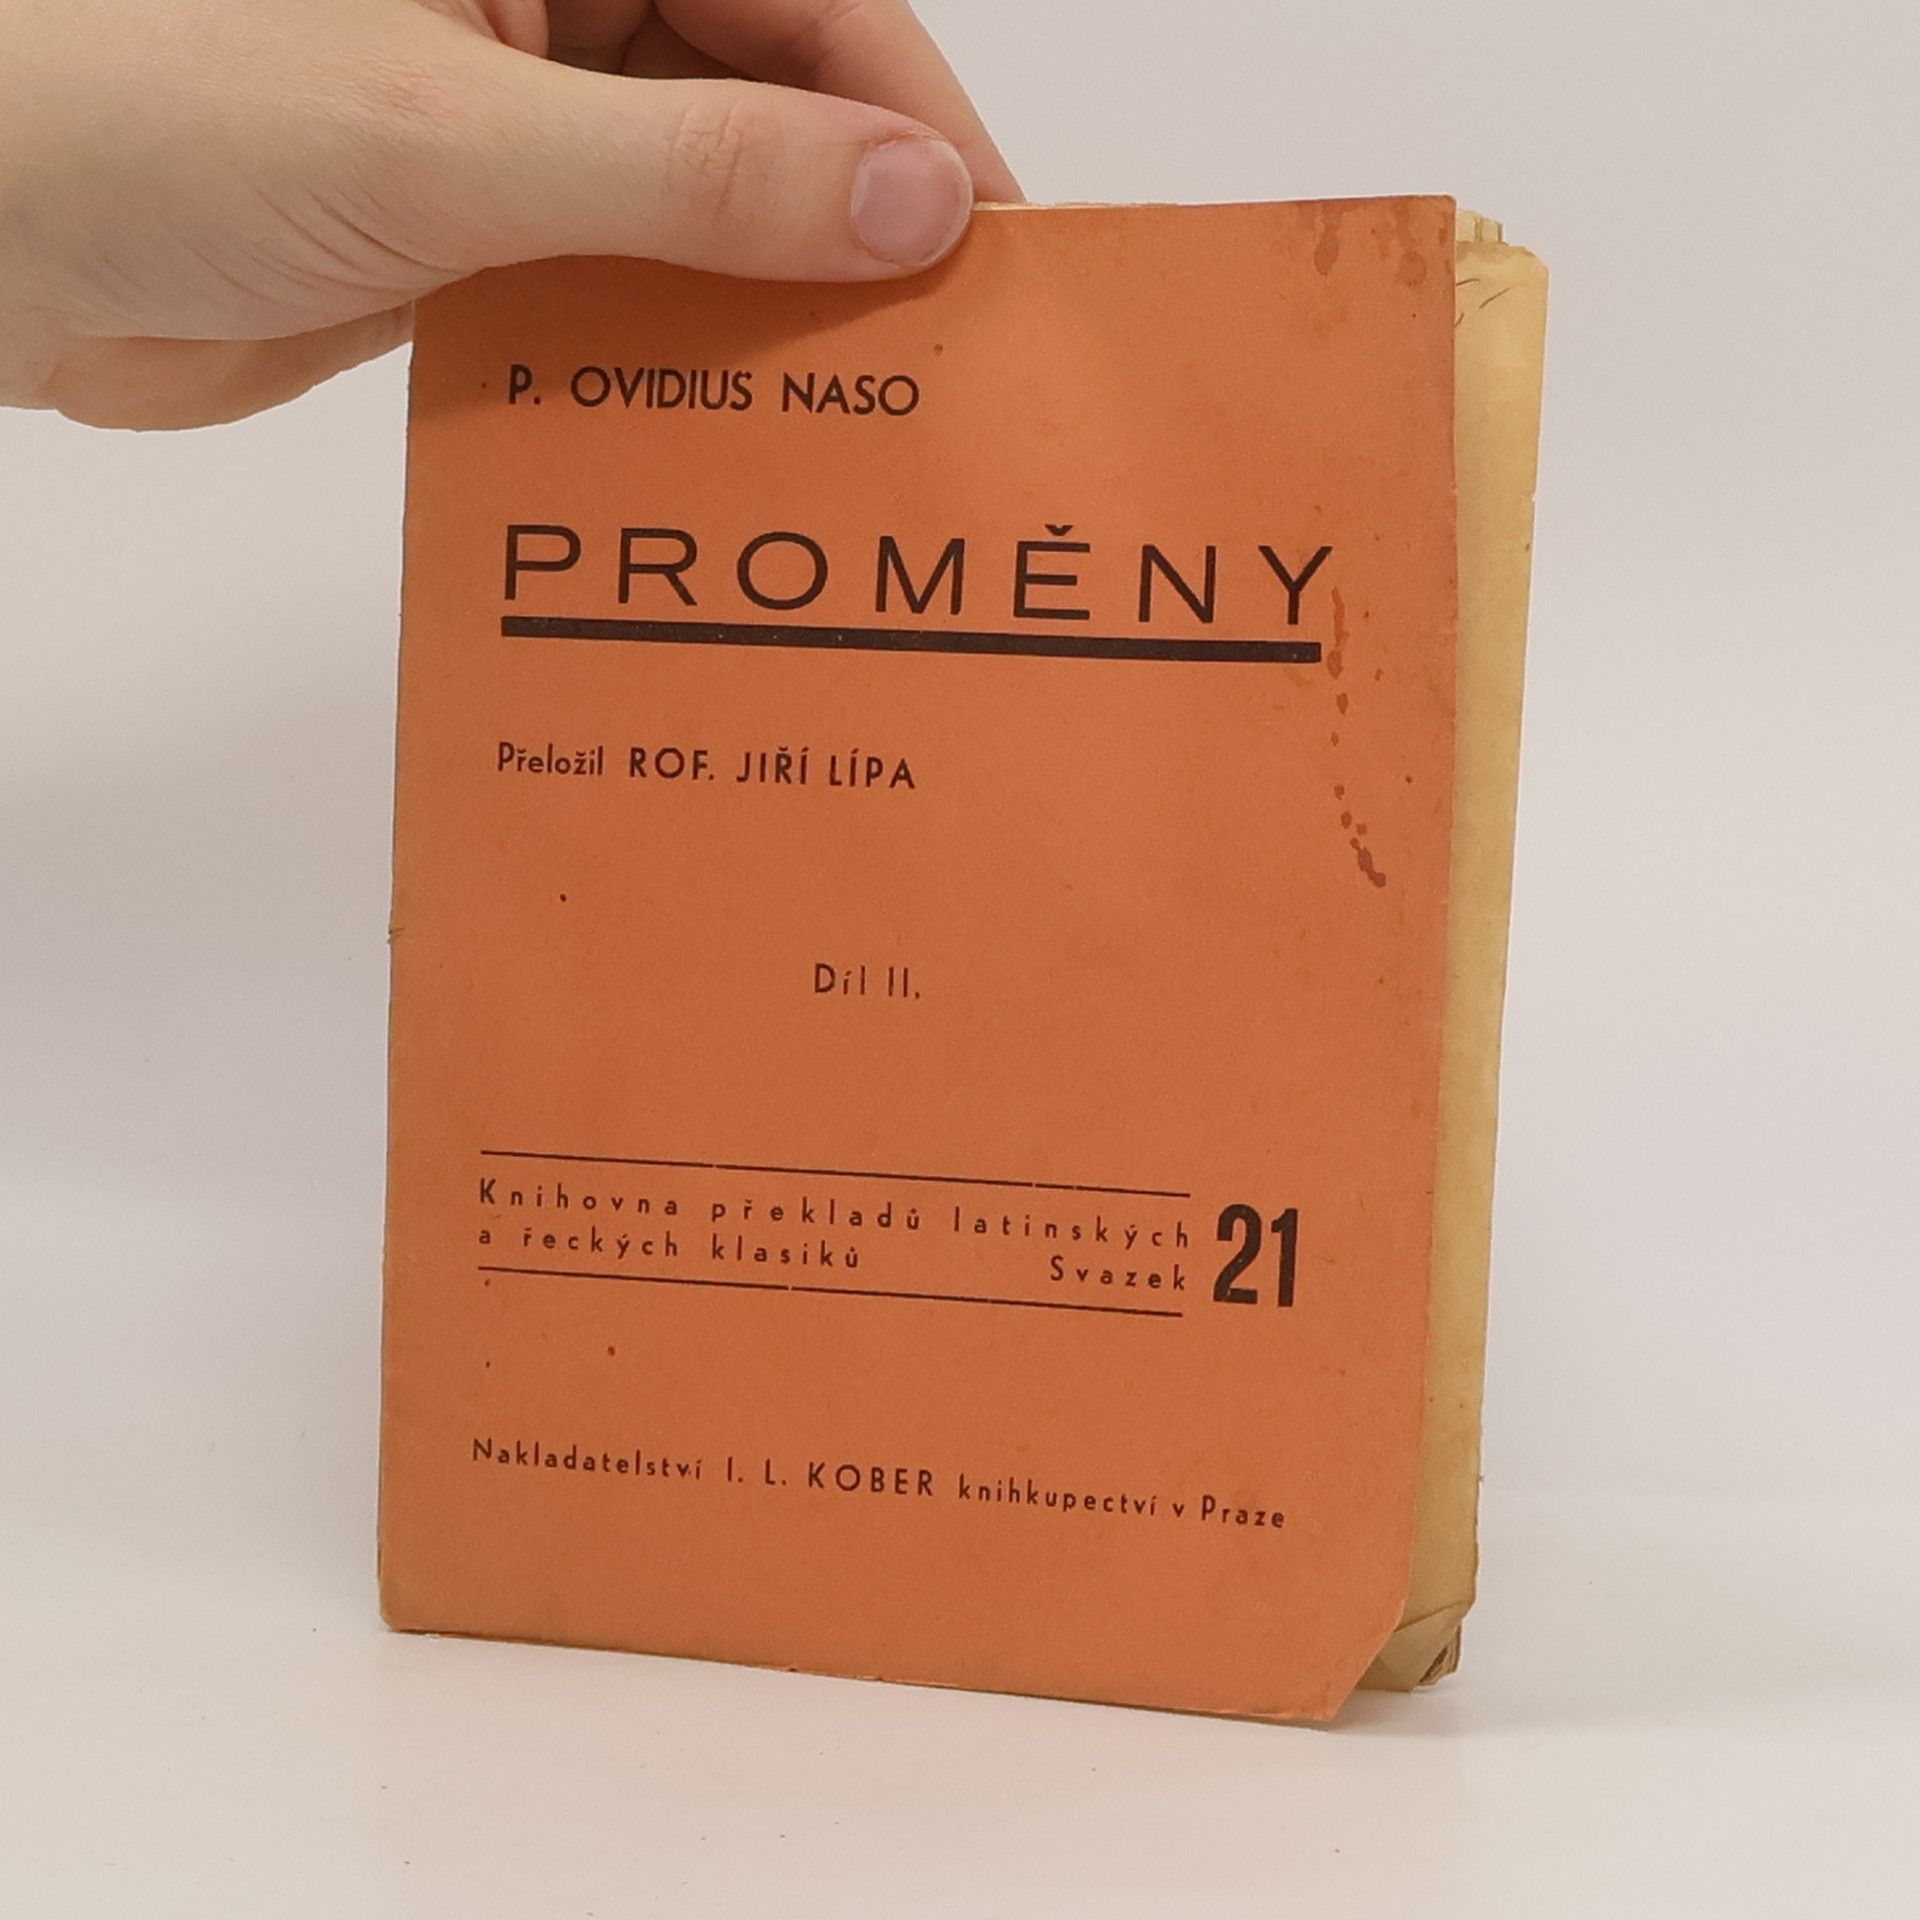 P. OVIDIUS NASO
PROMĚNY
Přeložil ROF. JIŘÍ LÍPA
Díl II.
Knihovna překladů latinských
a řeckých klasiků Svazek 21
Nakladatelství I. L. KOBER knihkupectví v Praze